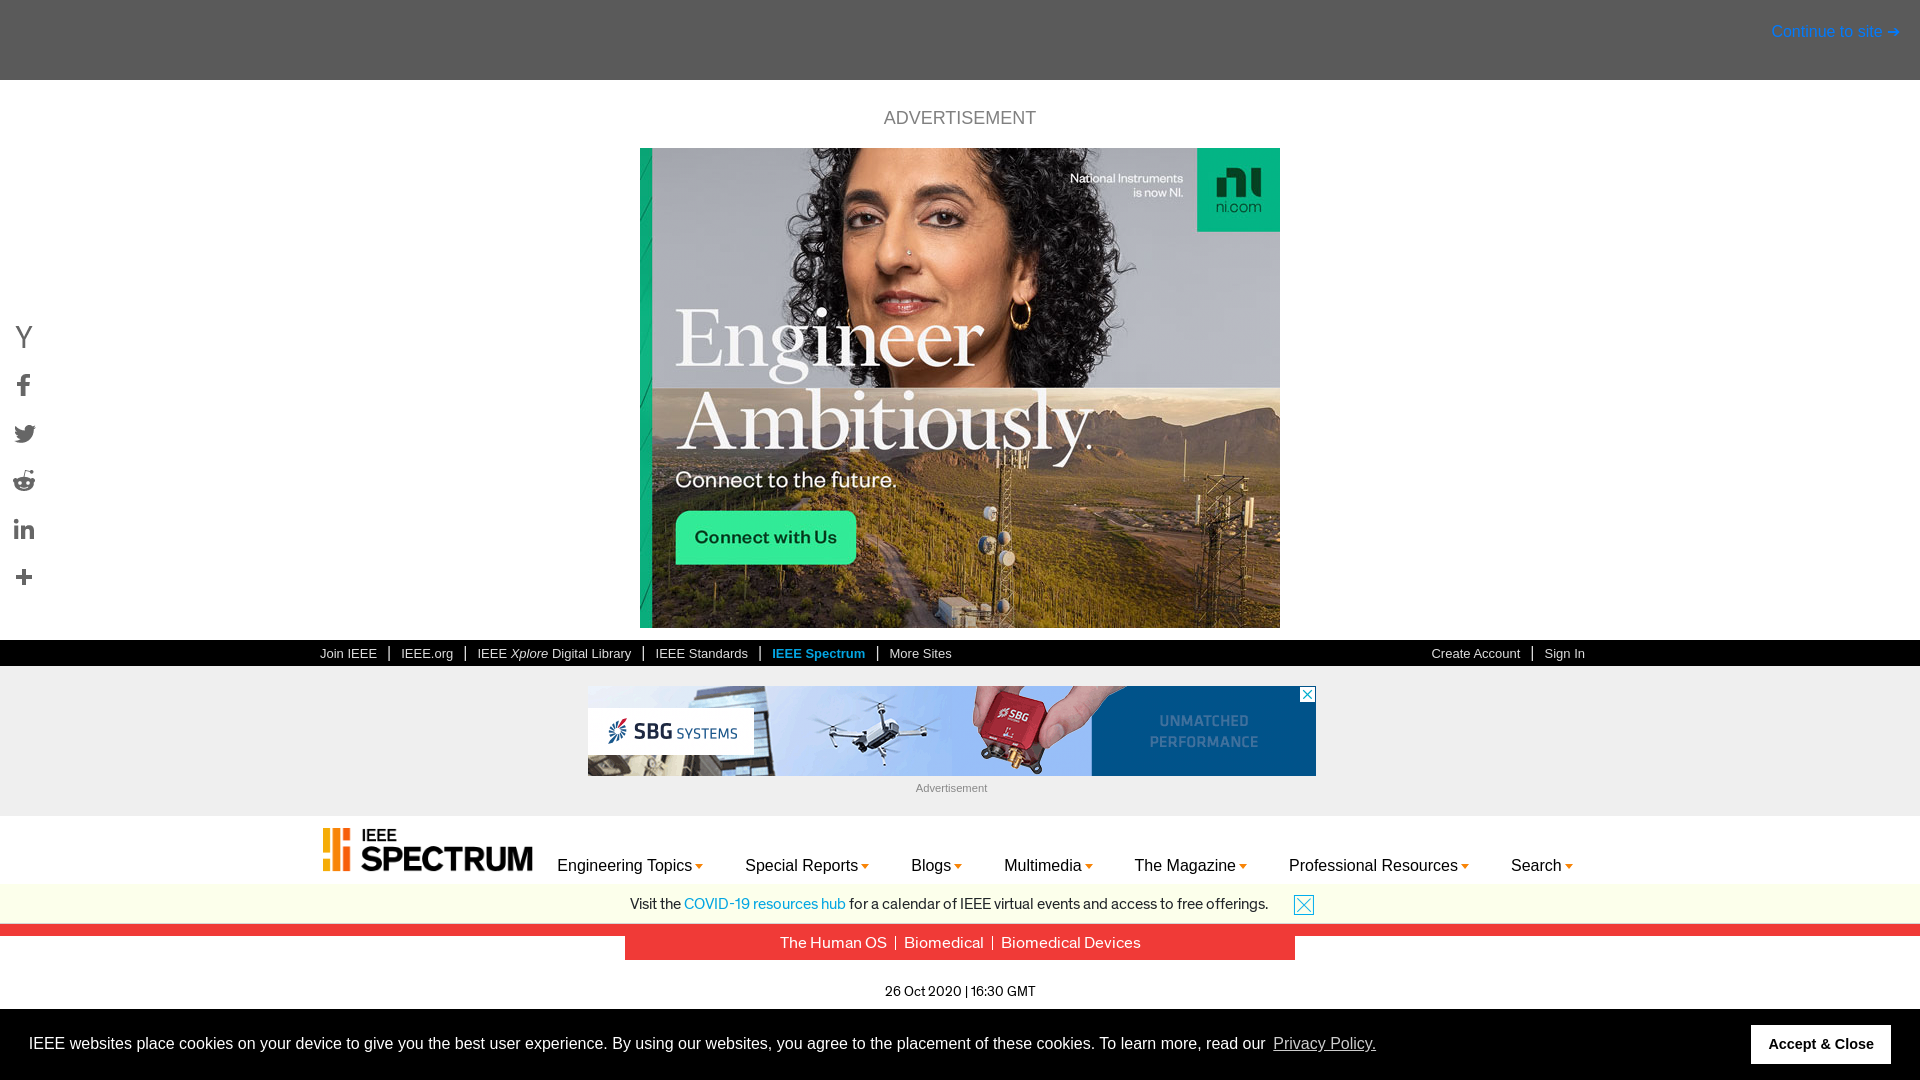 Continue to site ➔
ADVERTISEMENT
National Instruments
is now NI.
ni
ni.com
Engineer
Ambitiously.
Connect to the future.
Connect with Us
Join IEEE | IEEE.org | IEEE Xplore Digital Library | IEEE Standards | IEEE Spectrum | More Sites
Create Account | Sign In
SBG SYSTEMS
SBG
UNMATCHED
PERFORMANCE
Advertisement
IEEE
SPECTRUM
Engineering Topics Special Reports Blogs Multimedia The Magazine Professional Resources Search
Visit the COVID-19 resources hub for a calendar of IEEE virtual events and access to free offerings.
The Human OS | Biomedical | Biomedical Devices
26 Oct 2020 | 16:30 GMT
IEEE websites place cookies on your device to give you the best user experience. By using our websites, you agree to the placement of these cookies. To learn more, read our Privacy Policy.
Accept & Close